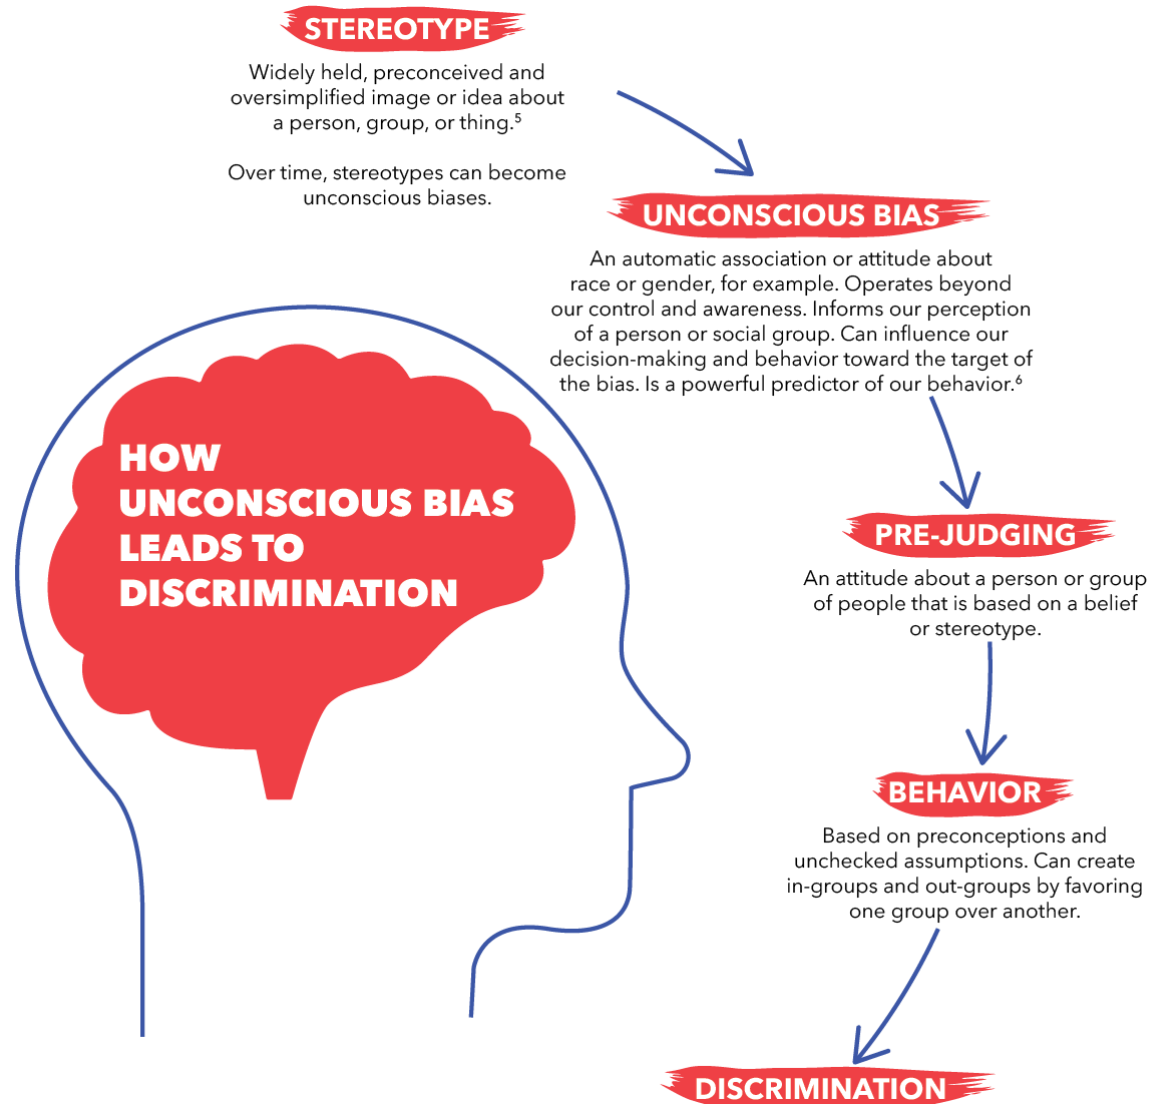 STEREOTYPE
Widely held, preconceived and
oversimplified image or idea about
a person, group, or thing.⁵
Over time, stereotypes can become
unconscious biases.
UNCONSCIOUS BIAS
An automatic association or attitude about
race or gender, for example. Operates beyond
our control and awareness. Informs our perception
of a person or social group. Can influence our
decision-making and behavior toward the target of
the bias. Is a powerful predictor of our behavior.⁶
HOW
UNCONSCIOUS BIAS
LEADS TO
DISCRIMINATION
PRE-JUDGING
An attitude about a person or group
of people that is based on a belief
or stereotype.
BEHAVIOR
Based on preconceptions and
unchecked assumptions. Can create
in-groups and out-groups by favoring
one group over another.
DISCRIMINATION